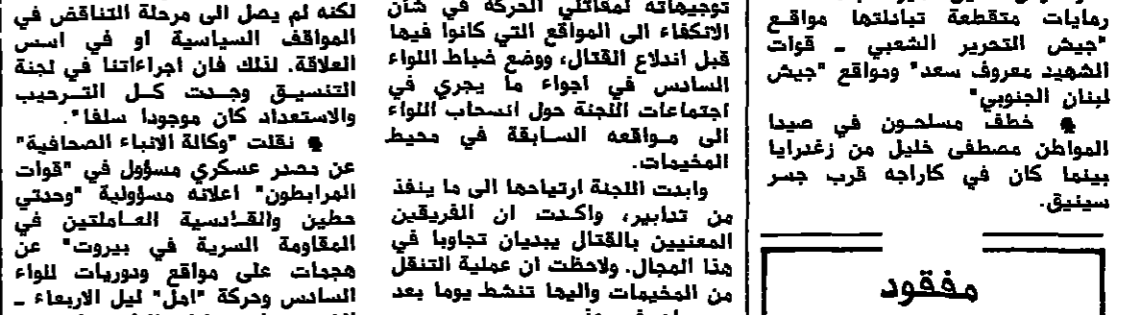 رمايات متقطعة تبادلتها مواقع
"جيش التحرير الشعبي ـ قوات
الشهيد معروف سعد" ومواقع "جيش
لبنان الجنوبي"
● خطف مسلحون في صيدا
المواطن مصطفى خليل من زغدرايا
بينما كان في كاراجه قرب جسر
سينيق.
مفقود
توجيهاته لمقاتلي الحركة في شأن
الانكفاء الى المواقع التي كانوا فيها
قبل اندلاع القتال، ووضع ضباط اللواء
السادس في اجواء ما يجري في
اجتماعات اللجنة حول انسحاب اللواء
الى مواقعه السابقة في محيط
المخيمات.
وابدت اللجنة ارتياحها الى ما ينفذ
من تدابير، واكدت ان الفريقين
المعنيين بالقتال يبديان تجاوبا في
هذا المجال. ولاحظت ان عملية التنقل
من المخيمات واليها تنشط يوما بعد
لكنه لم يصل الى مرحلة التناقض في
المواقف السياسية او في اسس
العلاقة. لذلك فان اجراءاتنا في لجنة
التنسيق وجدت كل الترحيب
والاستعداد كان موجودا سلفا".
● نقلت "وكالة الانباء الصحافية"
عن مصدر عسكري مسؤول في "قوات
المرابطون" اعلانه مسؤولية "وحدتي
حطين والقادسية العاملتين في
المقاومة السرية في بيروت" عن
هجمات على مواقع ودوريات للواء
السادس وحركة "امل" ليل الاربعاء ـ